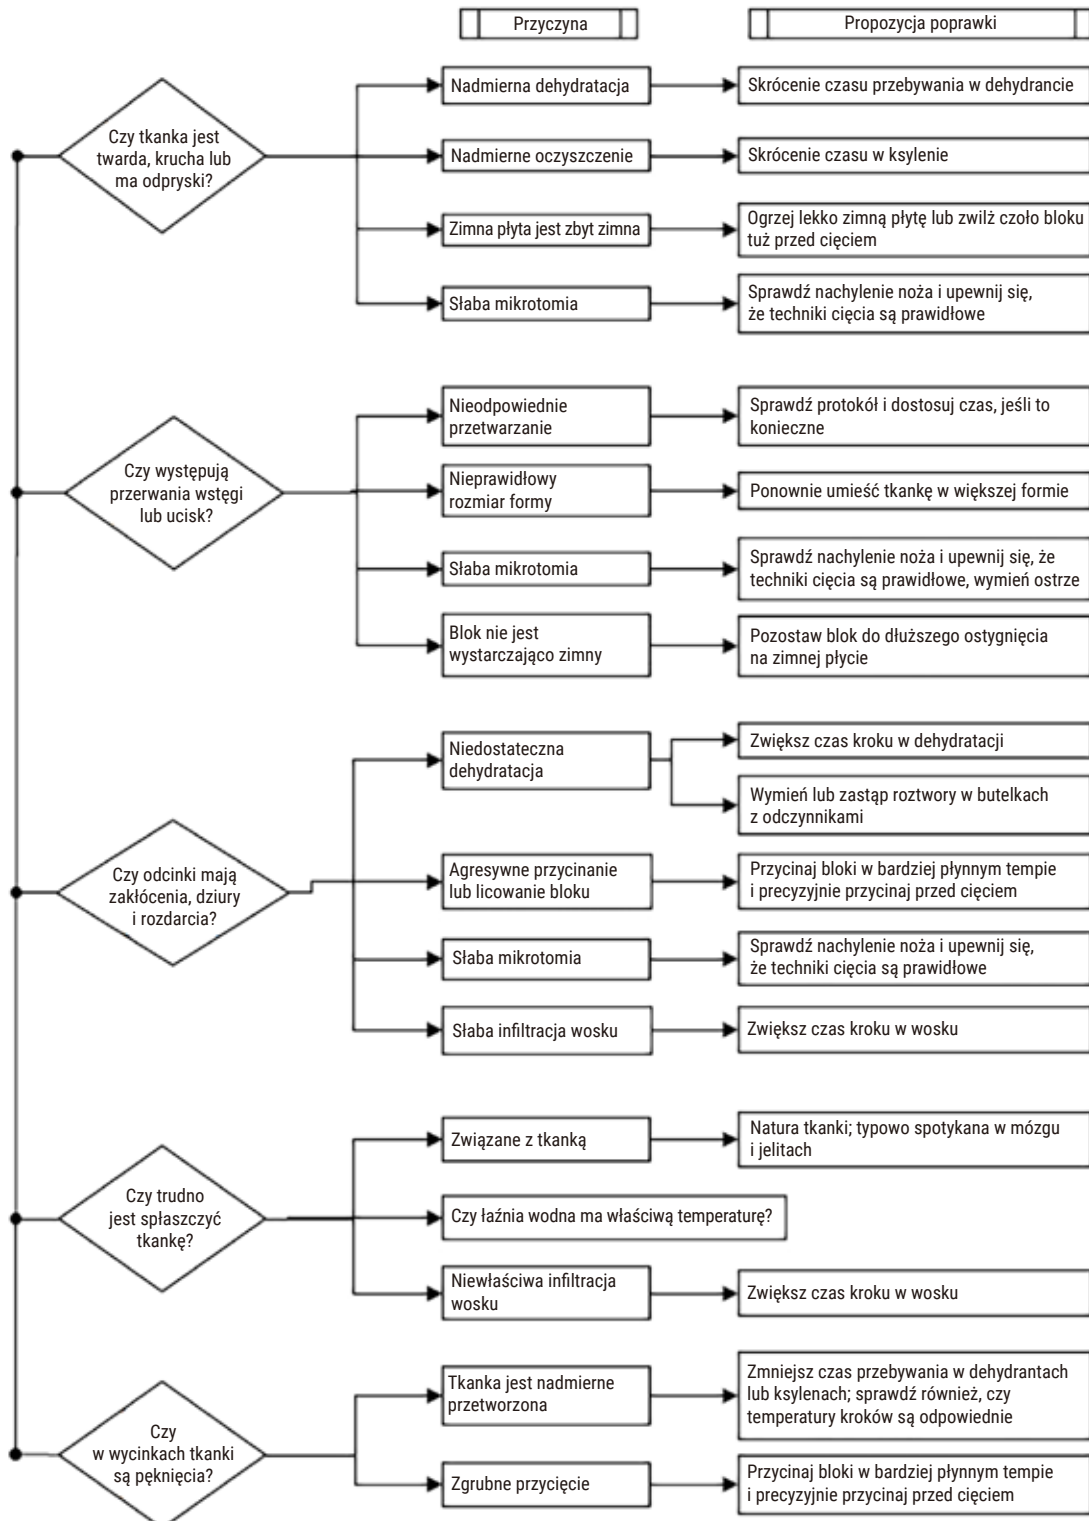 Przyczyna
Propozycja poprawki
Czy tkanka jest
twarda, krucha lub
ma odpryski?
Nadmierna dehydratacja
Skrócenie czasu przebywania w dehydrancie
Nadmierne oczyszczenie
Skrócenie czasu w ksylenie
Zimna płyta jest zbyt zimna
Ogrzej lekko zimną płytę lub zwilż czoło bloku
tuż przed cięciem
Słaba mikrotomia
Sprawdź nachylenie noża i upewnij się,
że techniki cięcia są prawidłowe
Czy występują
przerwania wstęgi
lub ucisk?
Nieodpowiednie
przetwarzanie
Sprawdź protokół i dostosuj czas, jeśli to
konieczne
Nieprawidłowy
rozmiar formy
Ponownie umieść tkankę w większej formie
Słaba mikrotomia
Sprawdź nachylenie noża i upewnij się, że
techniki cięcia są prawidłowe, wymień ostrze
Blok nie jest
wystarczająco zimny
Pozostaw blok do dłuższego ostygnięcia
na zimnej płycie
Czy odcinki mają
zakłócenia, dziury
i rozdarcia?
Niedostateczna
dehydratacja
Zwiększ czas kroku w dehydratacji
Wymień lub zastąp roztwory w butelkach
z odczynnikami
Agresywne przycinanie
lub licowanie bloku
Przycinaj bloki w bardziej płynnym tempie
i precyzyjnie przycinaj przed cięciem
Słaba mikrotomia
Sprawdź nachylenie noża i upewnij się,
że techniki cięcia są prawidłowe
Słaba infiltracja wosku
Zwiększ czas kroku w wosku
Czy trudno
jest spłaszczyć
tkankę?
Związane z tkanką
Natura tkanki; typowo spotykana w mózgu
i jelitach
Czy łaźnia wodna ma właściwą temperaturę?
Niewłaściwa infiltracja
wosku
Zwiększ czas kroku w wosku
Czy
w wycinkach tkanki
są pęknięcia?
Tkanka jest nadmierne
przetworzona
Zmniejsz czas przebywania w dehydrantach
lub ksylenach; sprawdź również, czy
temperatury kroków są odpowiednie
Zgrubne przycięcie
Przycinaj bloki w bardziej płynnym tempie
i precyzyjnie przycinaj przed cięciem